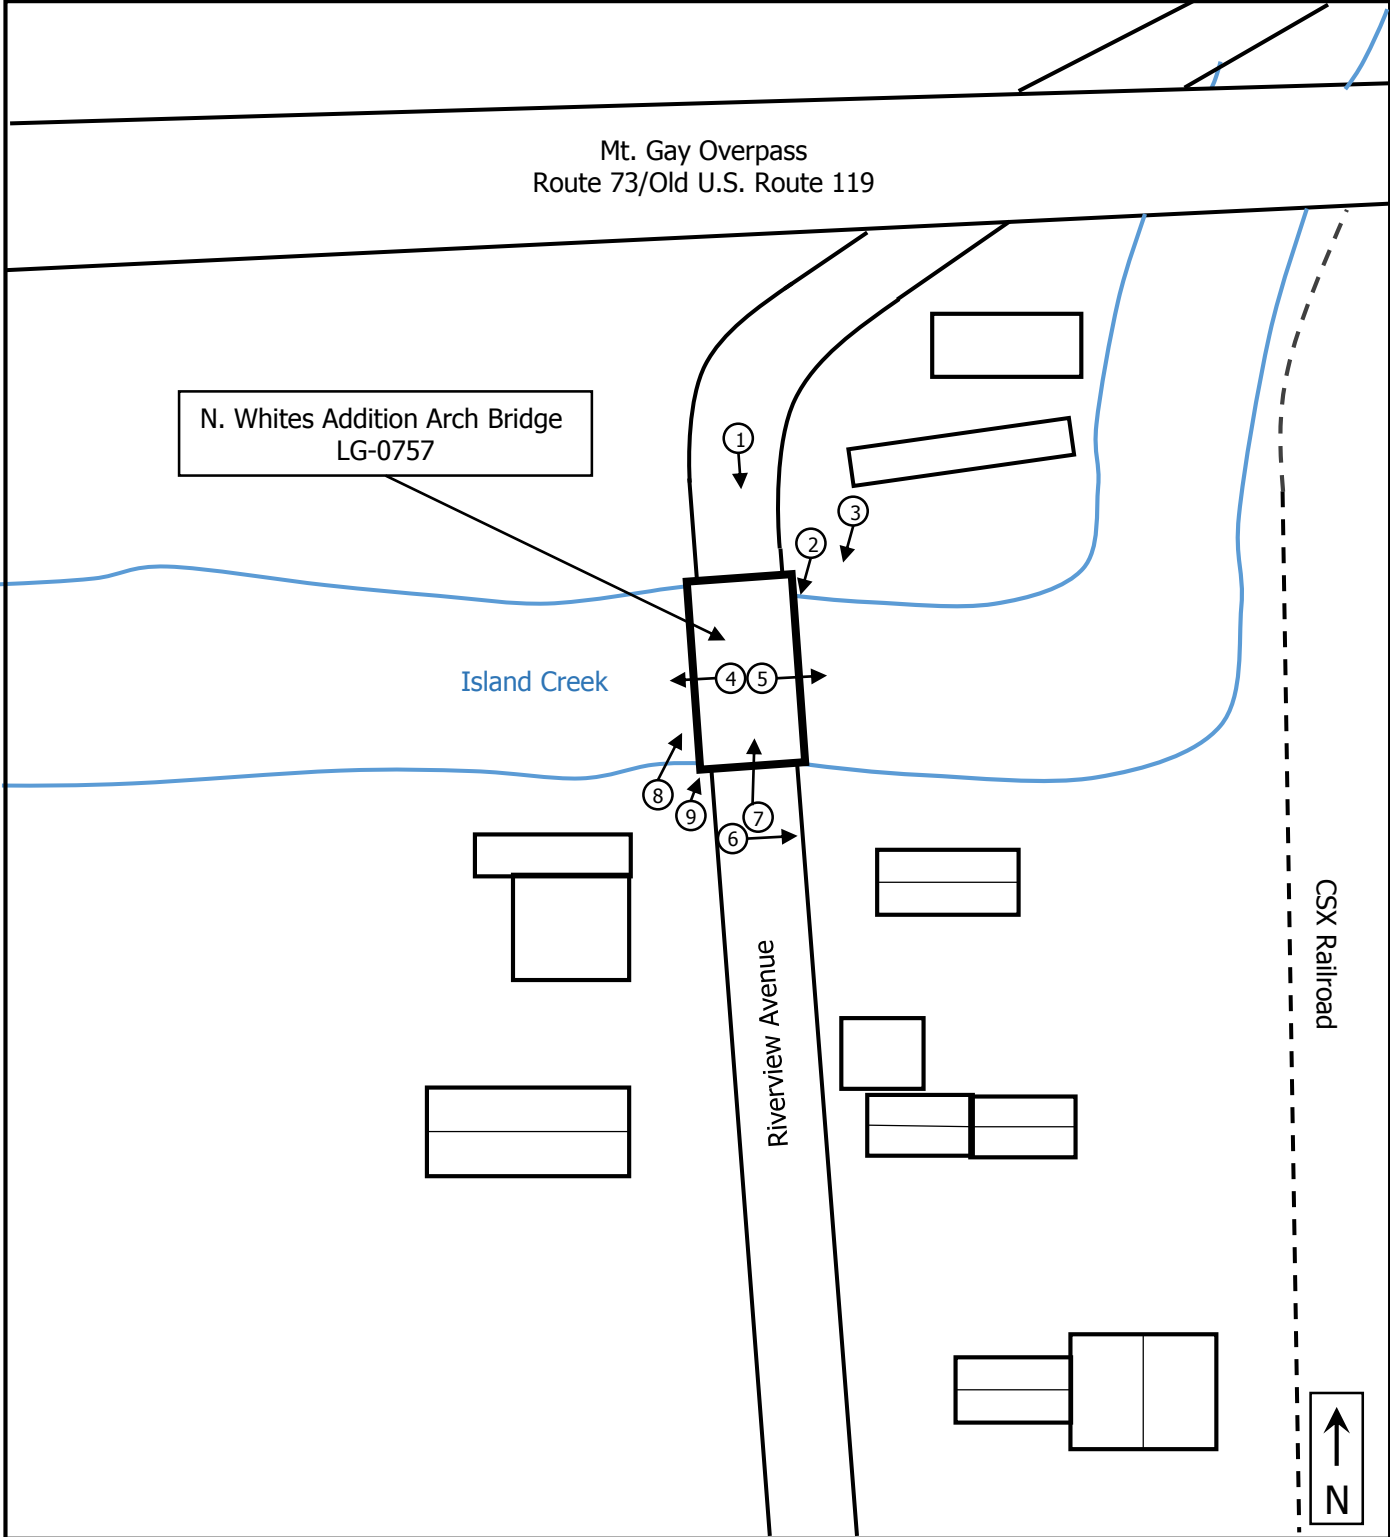 Mt. Gay Overpass
Route 73/Old U.S. Route 119
N. Whites Addition Arch Bridge
LG-0757
1
3
2
Island Creek
4 5
8
9
7
6
CSX Railroad
Riverview Avenue
N